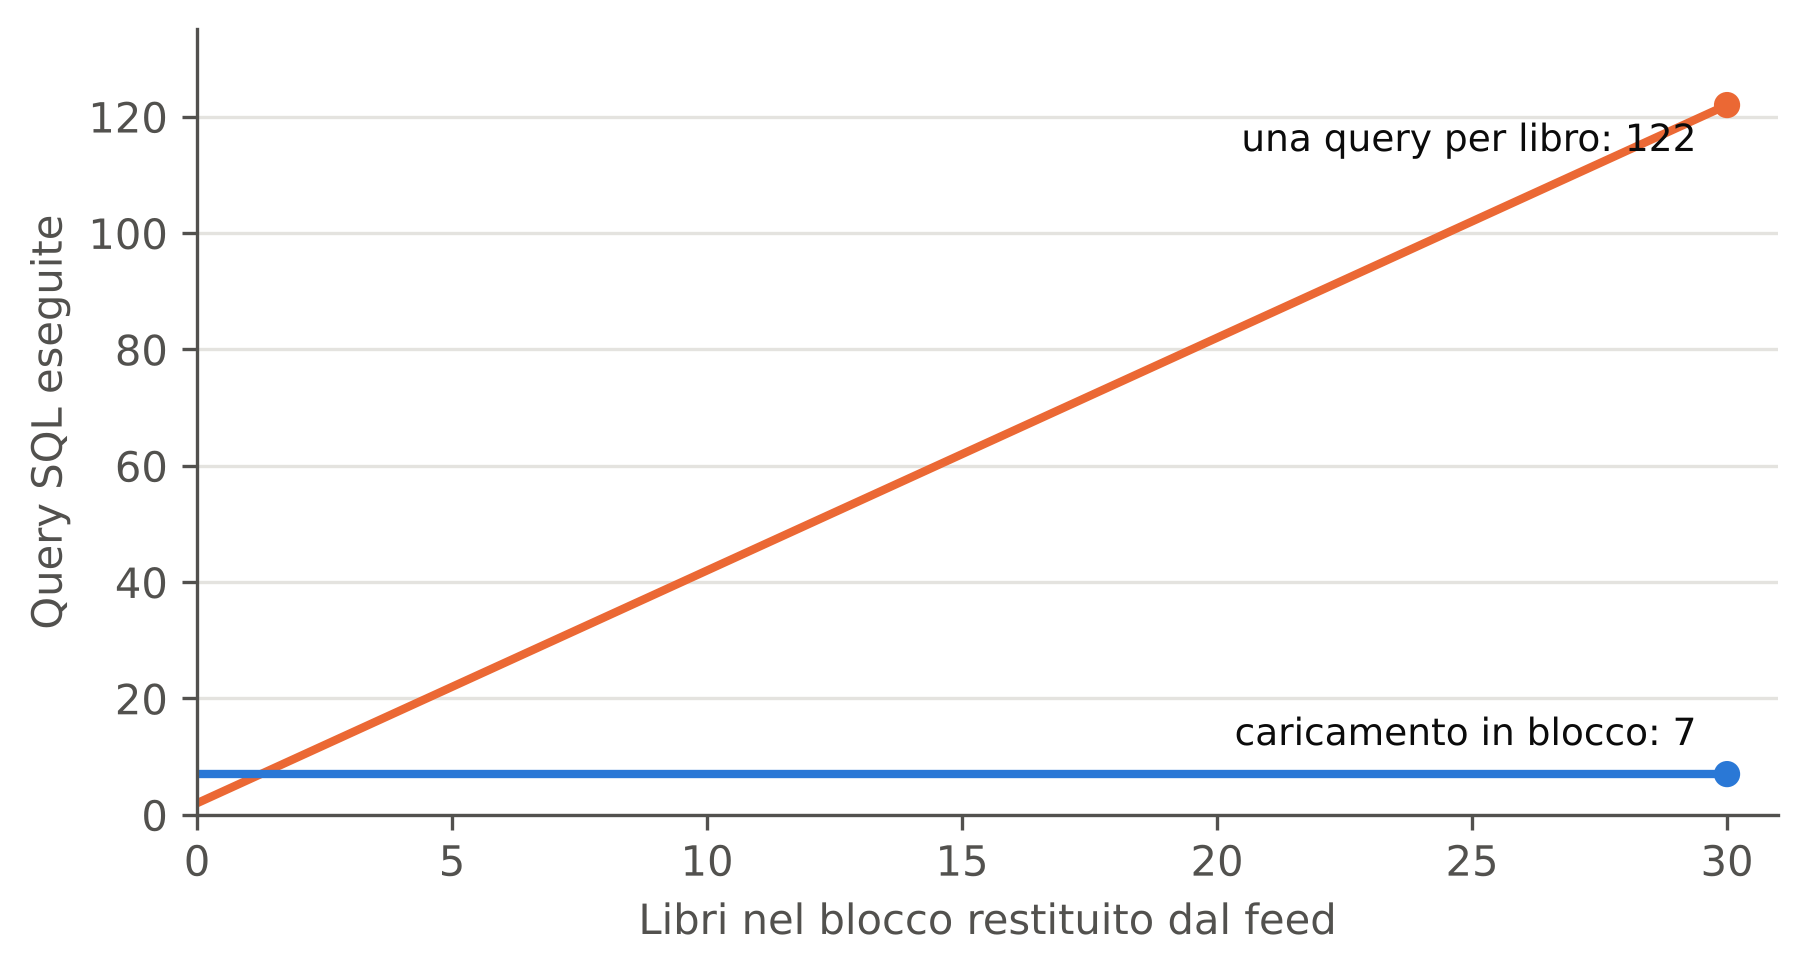 Query SQL eseguite
120
100
80
60
40
20
0
una query per libro: 122
caricamento in blocco: 7
0 5 10 15 20 25 30
Libri nel blocco restituito dal feed